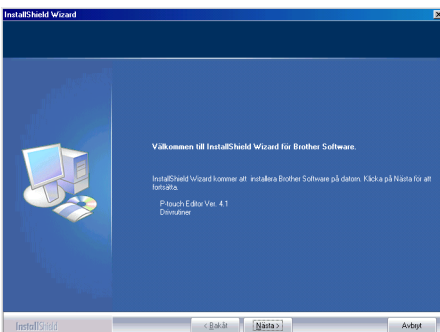 InstallShield Wizard
Välkommen till InstallShield Wizard för Brother Software.
InstallShield Wizard kommer att installera Brother Software på datorn. Klicka på Nästa för att
fortsätta.
P-touch Editor Ver. 4.1
Drivrutiner
InstallShield
< Bakåt
Nästa >
Avbryt